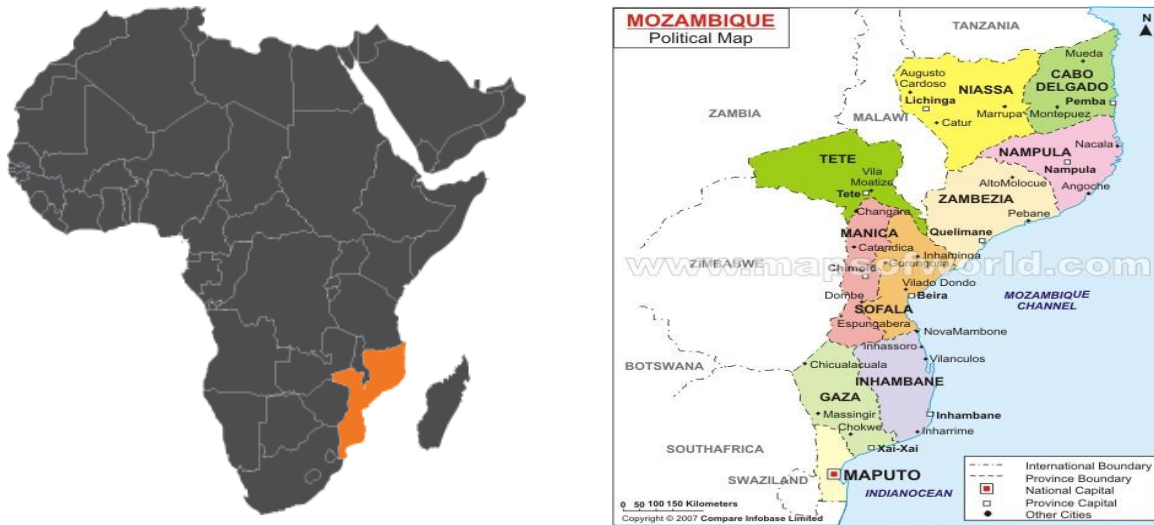 MOZAMBIQUE
Political Map
TANZANIA
N
Mueda
CABO
DELGADO
Augusto
Cardoso
NIASSA
Lichinga
Pemba
Marrupa
Montepuez
ZAMBIA
MALAWI
Catur
Nacala
NAMPULA
Nampula
TETE
Vila
Moatize
AltoMolocue
Angoche
Tete
ZAMBEZIA
Changara
Pebane
MANICA
Quelimane
Catandica
Inhaminga
ZIMBABWE
www.mapsofworld.com
Gorongosa
Chimoio
Vilado Dondo
Dombe
Beira
MOZAMBIQUE
CHANNEL
SOFALA
Espungabera
NovaMambone
Inhassoro
BOTSWANA
Chicualacuala
Vilanculos
INHAMBANE
GAZA
Massingir
Inhambane
Chokwe
Inharrime
SOUTHAFRICA
Xai-Xai
SWAZILAND
MAPUTO
INDIANOCEAN
International Boundary
Province Boundary
National Capital
Province Capital
Other Cities
0 50 100 150 Kilometers
Copyright © 2007 Compare Infobase Limited